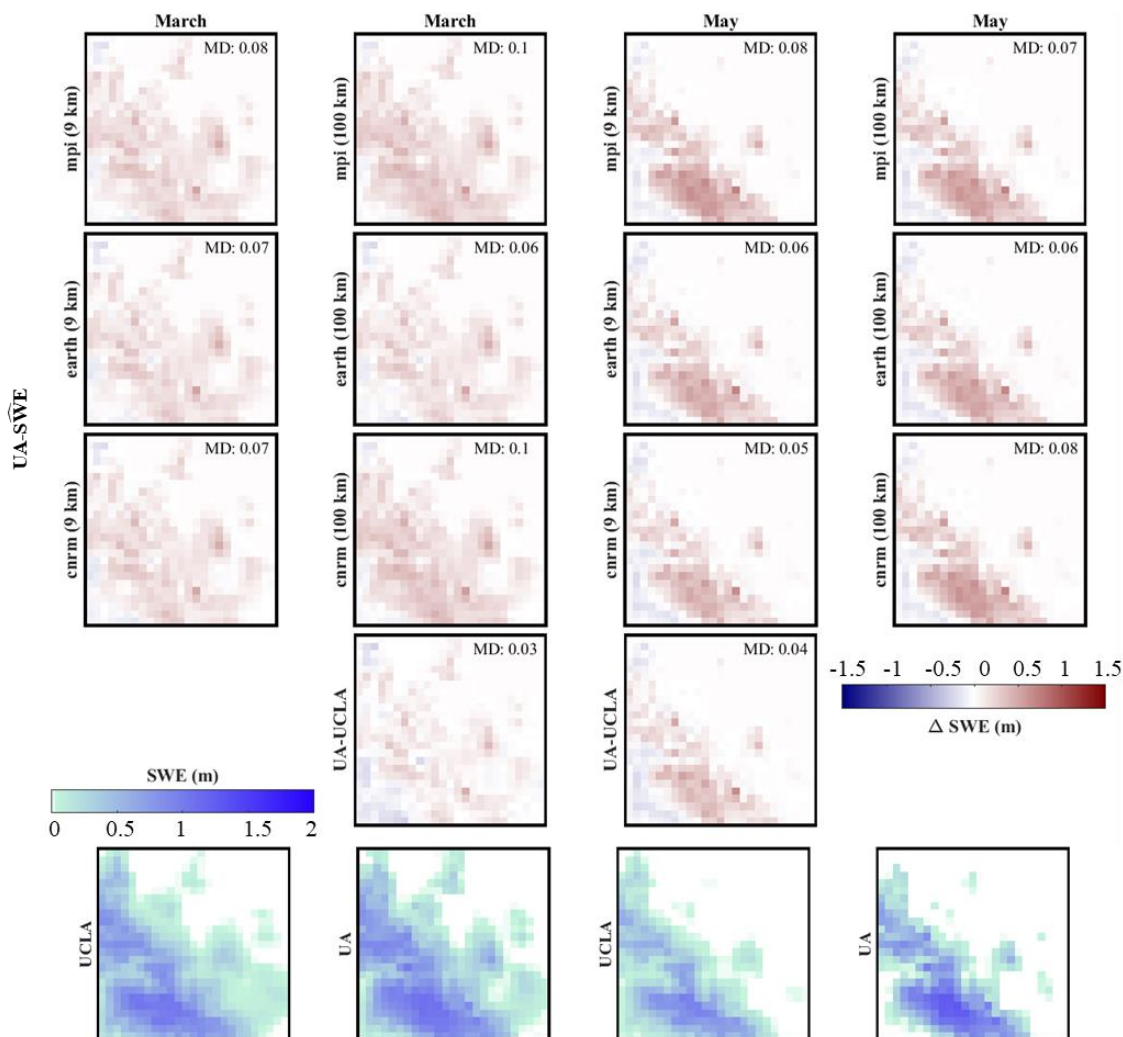 March
March
May
May
MD: 0.08
MD: 0.1
MD: 0.08
MD: 0.07
mpi (9 km)
mpi (100 km)
mpi (9 km)
mpi (100 km)
MD: 0.07
MD: 0.06
MD: 0.06
MD: 0.06
earth (9 km)
earth (100 km)
earth (9 km)
earth (100 km)
UA-SŴE
MD: 0.07
MD: 0.1
MD: 0.05
MD: 0.08
cnrm (9 km)
cnrm (100 km)
cnrm (9 km)
cnrm (100 km)
MD: 0.03
MD: 0.04
UA-UCLA
UA-UCLA
-1.5 -1 -0.5 0 0.5 1 1.5
Δ SWE (m)
SWE (m)
0 0.5 1 1.5 2
UCLA
UA
UCLA
UA